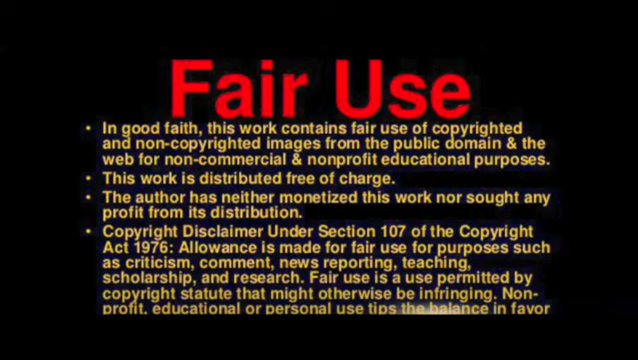 Fair Use
• In good faith, this work contains fair use of copyrighted
and non-copyrighted images from the public domain & the
web for non-commercial & nonprofit educational purposes.
• This work is distributed free of charge.
• The author has neither monetized this work nor sought any
profit from its distribution.
• Copyright Disclaimer Under Section 107 of the Copyright
Act 1976: Allowance is made for fair use for purposes such
as criticism, comment, news reporting, teaching,
scholarship, and research. Fair use is a use permitted by
copyright statute that might otherwise be infringing. Non-
profit, educational or personal use tips the balance in favor